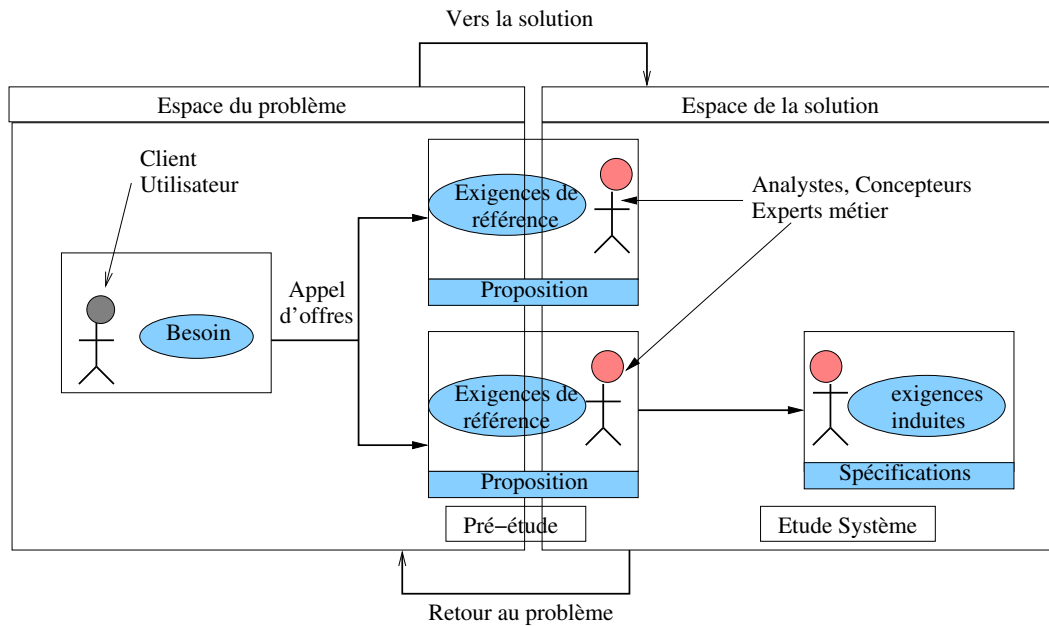 Vers la solution
Espace du problème
Espace de la solution
Client
Utilisateur
Exigences de
référence
Analystes, Concepteurs
Experts métier
Proposition
Appel
d’offres
Besoin
Exigences de
référence
exigences
induites
Proposition
Spécifications
Pré−étude
Etude Système
Retour au problème